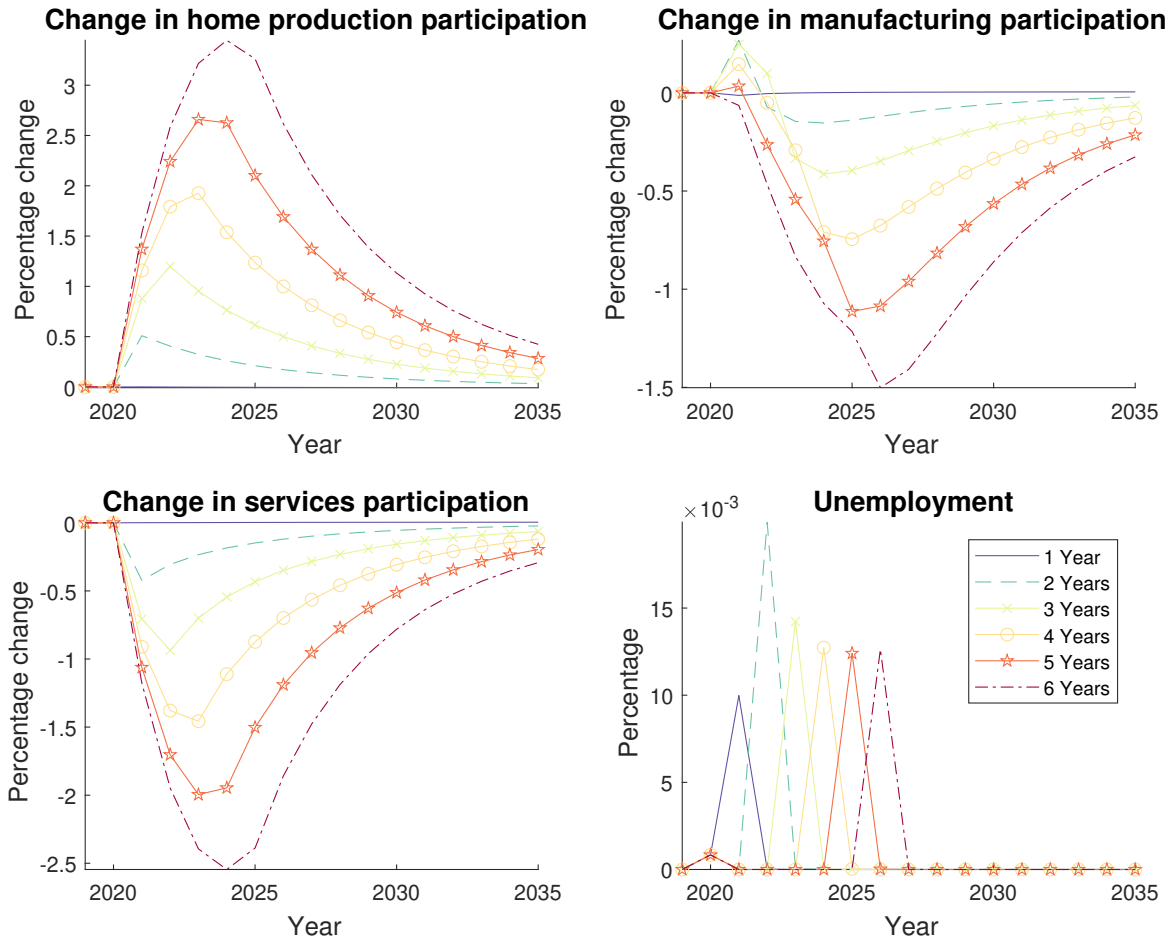 Change in home production participation
Percentage change
3
2.5
2
1.5
1
0.5
0
2020 2025 2030 2035
Year
Change in manufacturing participation
Percentage change
0
-0.5
-1
-1.5
2020 2025 2030 2035
Year
Change in services participation
Percentage change
0
-0.5
-1
-1.5
-2
-2.5
2020 2025 2030 2035
Year
Unemployment
×10⁻³
Percentage
15
10
5
0
2020 2025 2030 2035
Year
1 Year
2 Years
3 Years
4 Years
5 Years
6 Years